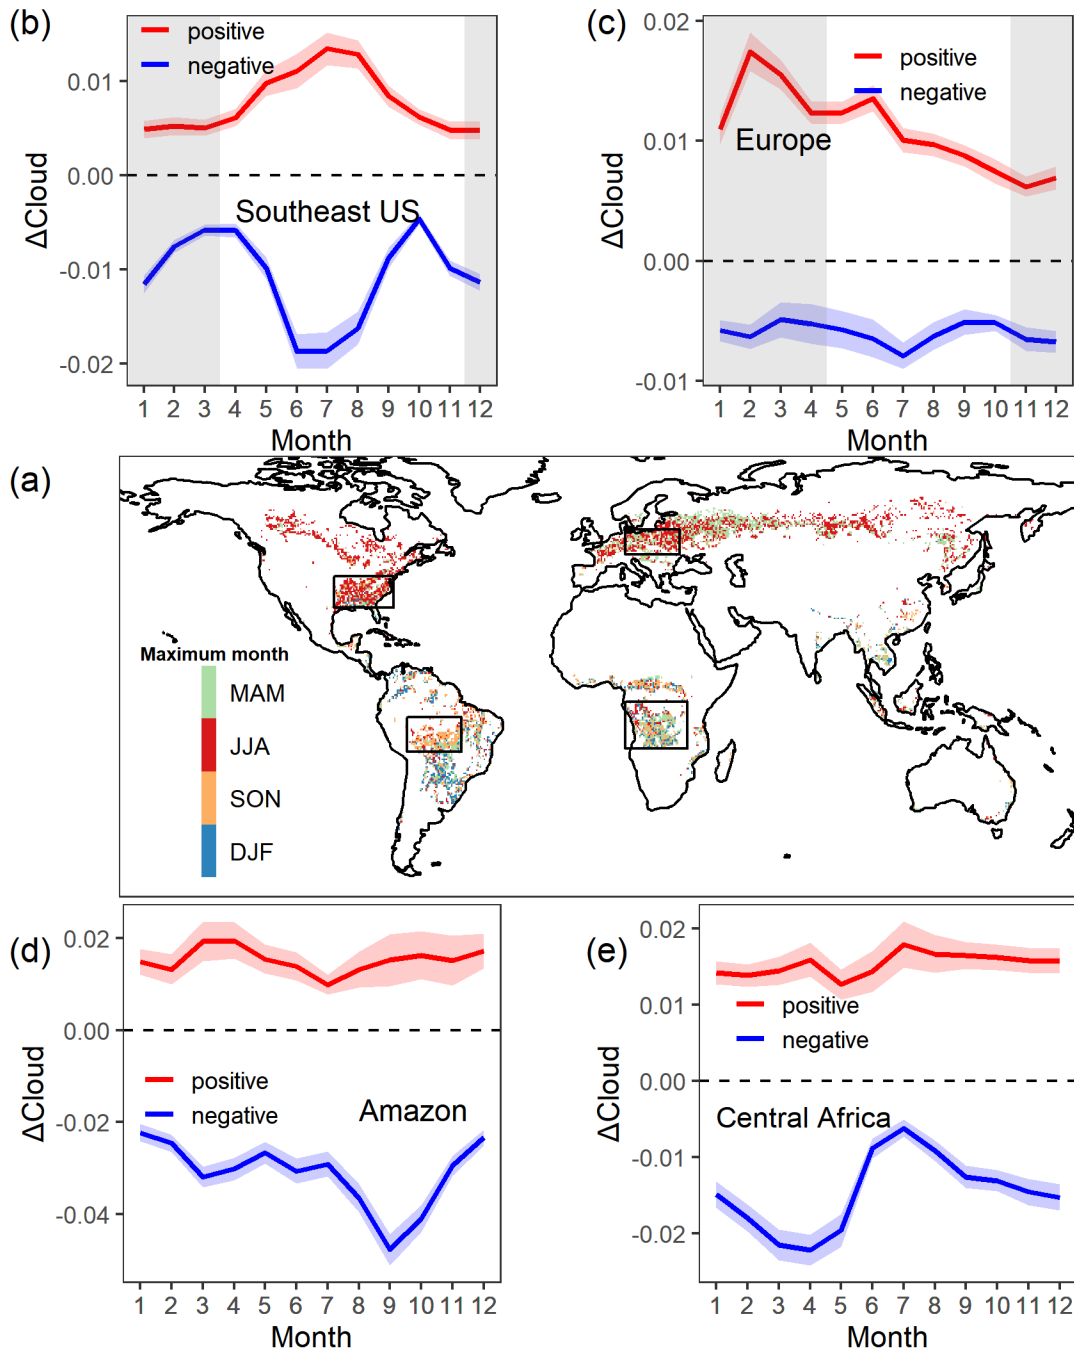 (b)
positive
negative
0.01
0.00
-0.01
-0.02
ΔCloud
Southeast US
1 2 3 4 5 6 7 8 9 10 11 12
Month
(c)
0.02
positive
negative
0.01
Europe
0.00
-0.01
ΔCloud
1 2 3 4 5 6 7 8 9 10 11 12
Month
(a)
Maximum month
MAM
JJA
SON
DJF
(d)
0.02
0.00
-0.02
-0.04
ΔCloud
positive
negative
Amazon
1 2 3 4 5 6 7 8 9 10 11 12
Month
(e)
0.02
0.01
0.00
-0.01
-0.02
ΔCloud
positive
negative
Central Africa
1 2 3 4 5 6 7 8 9 10 11 12
Month